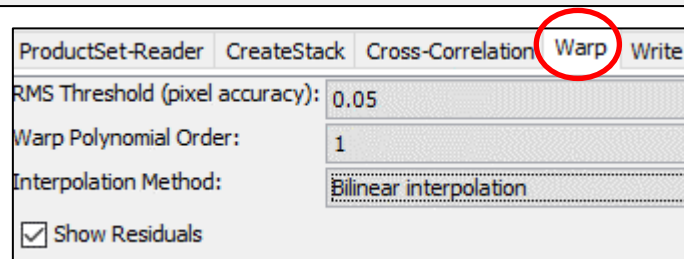 ProductSet-Reader CreateStack Cross-Correlation Warp Write
RMS Threshold (pixel accuracy): 0.05
Warp Polynomial Order: 1
Interpolation Method: Bilinear interpolation
Show Residuals